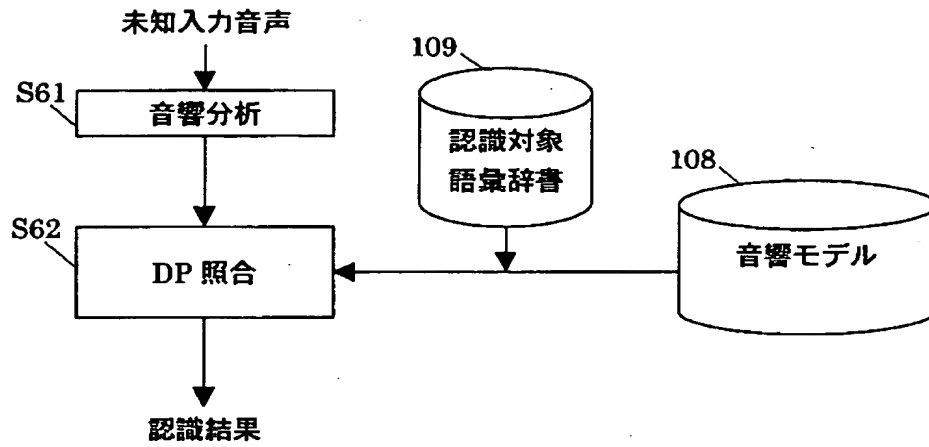 未知入力音声
S61
音響分析
109
認識対象
語彙辞書
108
音響モデル
S62
DP 照合
認識結果